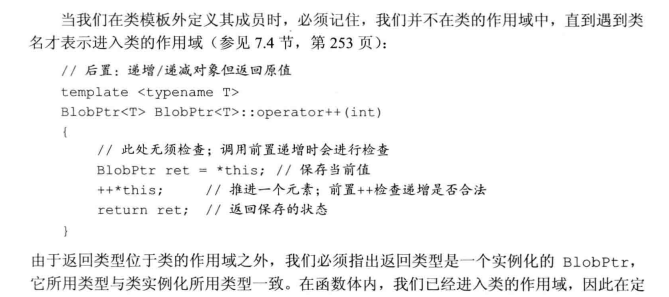 当我们在类模板外定义其成员时，必须记住，我们并不在类的作用域中，直到遇到类
名才表示进入类的作用域（参见 7.4 节，第 253 页）：
// 后置：递增/递减对象但返回原值
template <typename T>
BlobPtr<T> BlobPtr<T>::operator++(int)
{
// 此处无须检查；调用前置递增时会进行检查
BlobPtr ret = *this; // 保存当前值
++*this; // 推进一个元素；前置++检查递增是否合法
return ret; // 返回保存的状态
}
由于返回类型位于类的作用域之外，我们必须指出返回类型是一个实例化的 BlobPtr，
它所用类型与类实例化所用类型一致。在函数体内，我们已经进入类的作用域，因此在定